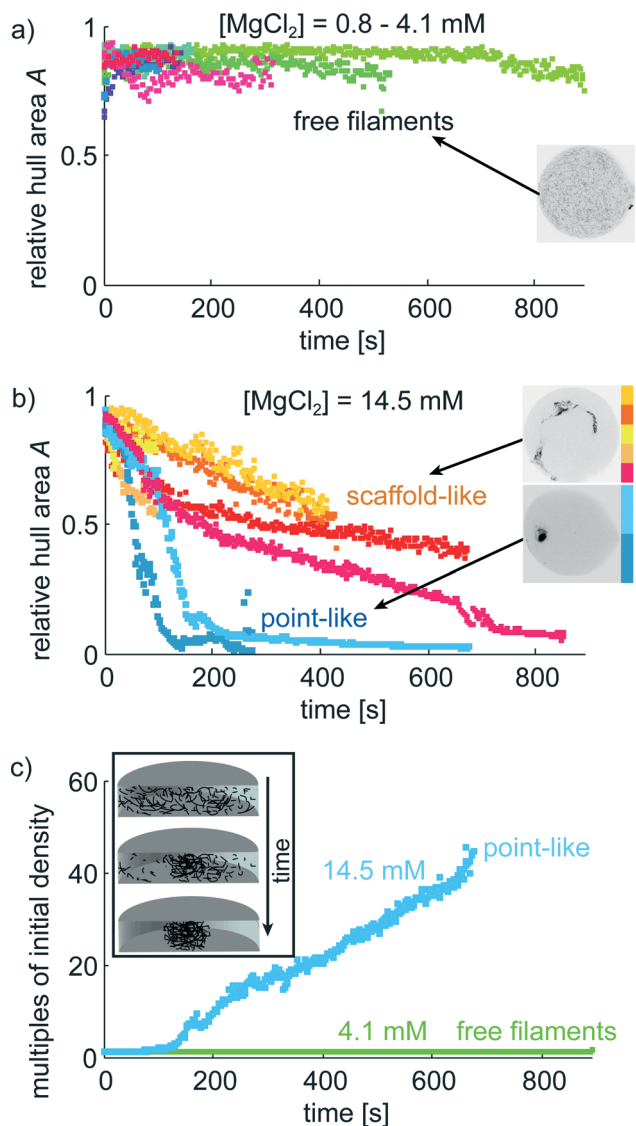 a)
[MgCl₂] = 0.8 - 4.1 mM
relative hull area A
1
0.5
0
free filaments
0 200 400 600 800
time [s]
b)
[MgCl₂] = 14.5 mM
relative hull area A
1
0.5
0
scaffold-like
point-like
0 200 400 600 800
time [s]
c)
multiples of initial density
60
40
20
0
time
14.5 mM
point-like
4.1 mM free filaments
200 400 600 800
time [s]